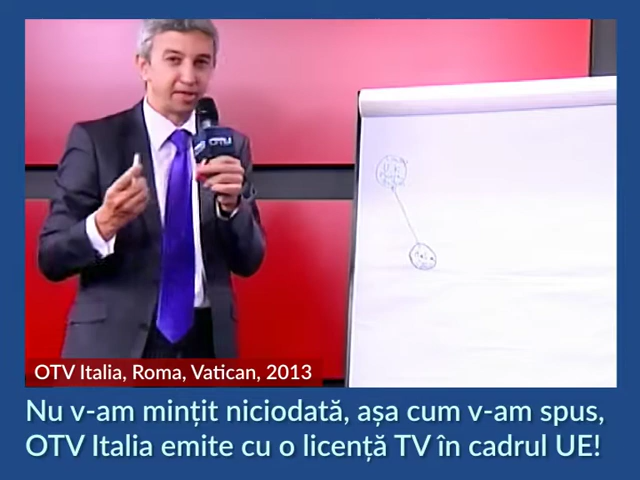 OTV
OTV Italia, Roma, Vatican, 2013
Nu v-am mințit niciodată, așa cum v-am spus,
OTV Italia emite cu o licență TV în cadrul UE!